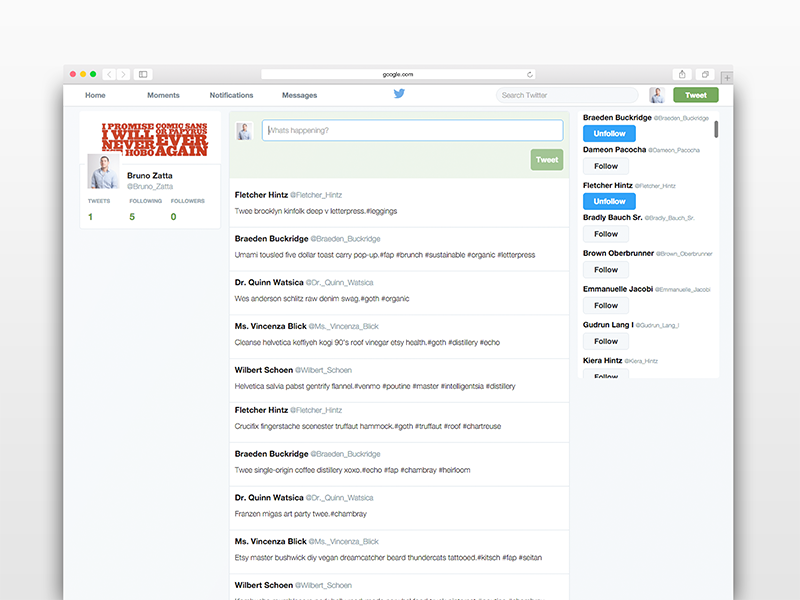 google.com
Home Moments Notifications Messages Search Twitter Tweet
I PROMISE COMIC SANS
I WILL OR PAPYRUS
NEVER EVER
HOBO AGAIN
Bruno Zatta
@Bruno_Zatta
TWEETS FOLLOWING FOLLOWERS
1 5 0
Whats happening?
Tweet
Fletcher Hintz @Fletcher_Hintz
Twee brooklyn kinfolk deep v letterpress.#leggings
Braeden Buckridge @Braeden_Buckridge
Umami tousled five dollar toast carry pop-up.#fap #brunch #sustainable #organic #letterpress
Dr. Quinn Watsica @Dr._Quinn_Watsica
Wes anderson schlitz raw denim swag.#goth #organic
Ms. Vincenza Blick @Ms._Vincenza_Blick
Cleanse helvetica keffiyeh kogi 90's roof vinegar etsy health.#goth #distillery #echo
Wilbert Schoen @Wilbert_Schoen
Helvetica salvia pabst gentrify flannel.#venmo #poutine #master #intelligentsia #distillery
Fletcher Hintz @Fletcher_Hintz
Crucifix fingerstache scenester truffaut hammock.#goth #truffaut #roof #chartreuse
Braeden Buckridge @Braeden_Buckridge
Twee single-origin coffee distillery xoxo.#echo #fap #chambray #heirloom
Dr. Quinn Watsica @Dr._Quinn_Watsica
Franzen migas art party twee.#chambray
Ms. Vincenza Blick @Ms._Vincenza_Blick
Etsy master bushwick diy vegan dreamcatcher beard thundercats tattooed.#kitsch #fap #seitan
Wilbert Schoen @Wilbert_Schoen
Braeden Buckridge @Braeden_Buckridge
Unfollow
Dameon Pacocha @Dameon_Pacocha
Follow
Fletcher Hintz @Fletcher_Hintz
Unfollow
Bradly Bauch Sr. @Bradly_Bauch_Sr.
Follow
Brown Oberbrunner @Brown_Oberbrunner
Follow
Emmanuelle Jacobi @Emmanuelle_Jacobi
Follow
Gudrun Lang I @Gudrun_Lang_I
Follow
Kiera Hintz @Kiera_Hintz
Follow